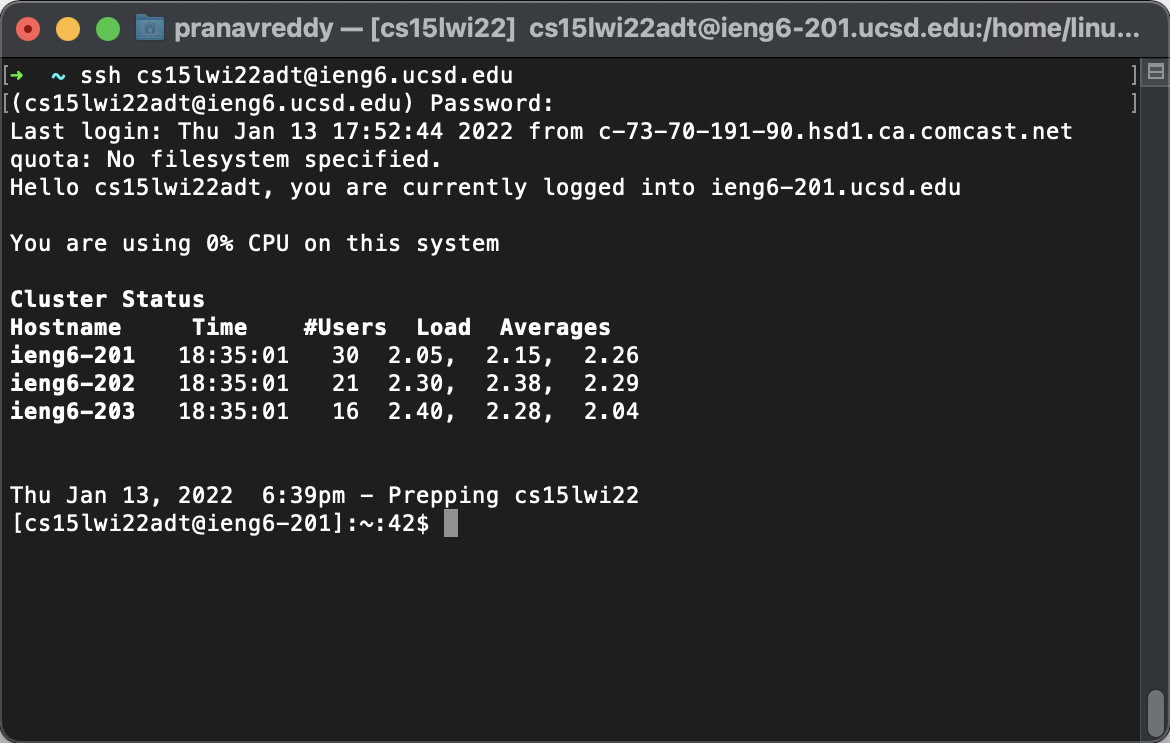 pranavreddy — [cs15lwi22] cs15lwi22adt@ieng6-201.ucsd.edu:/home/linu...
[➜ ~ ssh cs15lwi22adt@ieng6.ucsd.edu ]
[(cs15lwi22adt@ieng6.ucsd.edu) Password: ]
Last login: Thu Jan 13 17:52:44 2022 from c-73-70-191-90.hsd1.ca.comcast.net
quota: No filesystem specified.
Hello cs15lwi22adt, you are currently logged into ieng6-201.ucsd.edu
You are using 0% CPU on this system
Cluster Status
Hostname Time #Users Load Averages
ieng6-201 18:35:01 30 2.05, 2.15, 2.26
ieng6-202 18:35:01 21 2.30, 2.38, 2.29
ieng6-203 18:35:01 16 2.40, 2.28, 2.04
Thu Jan 13, 2022 6:39pm - Prepping cs15lwi22
[cs15lwi22adt@ieng6-201]:~:42$